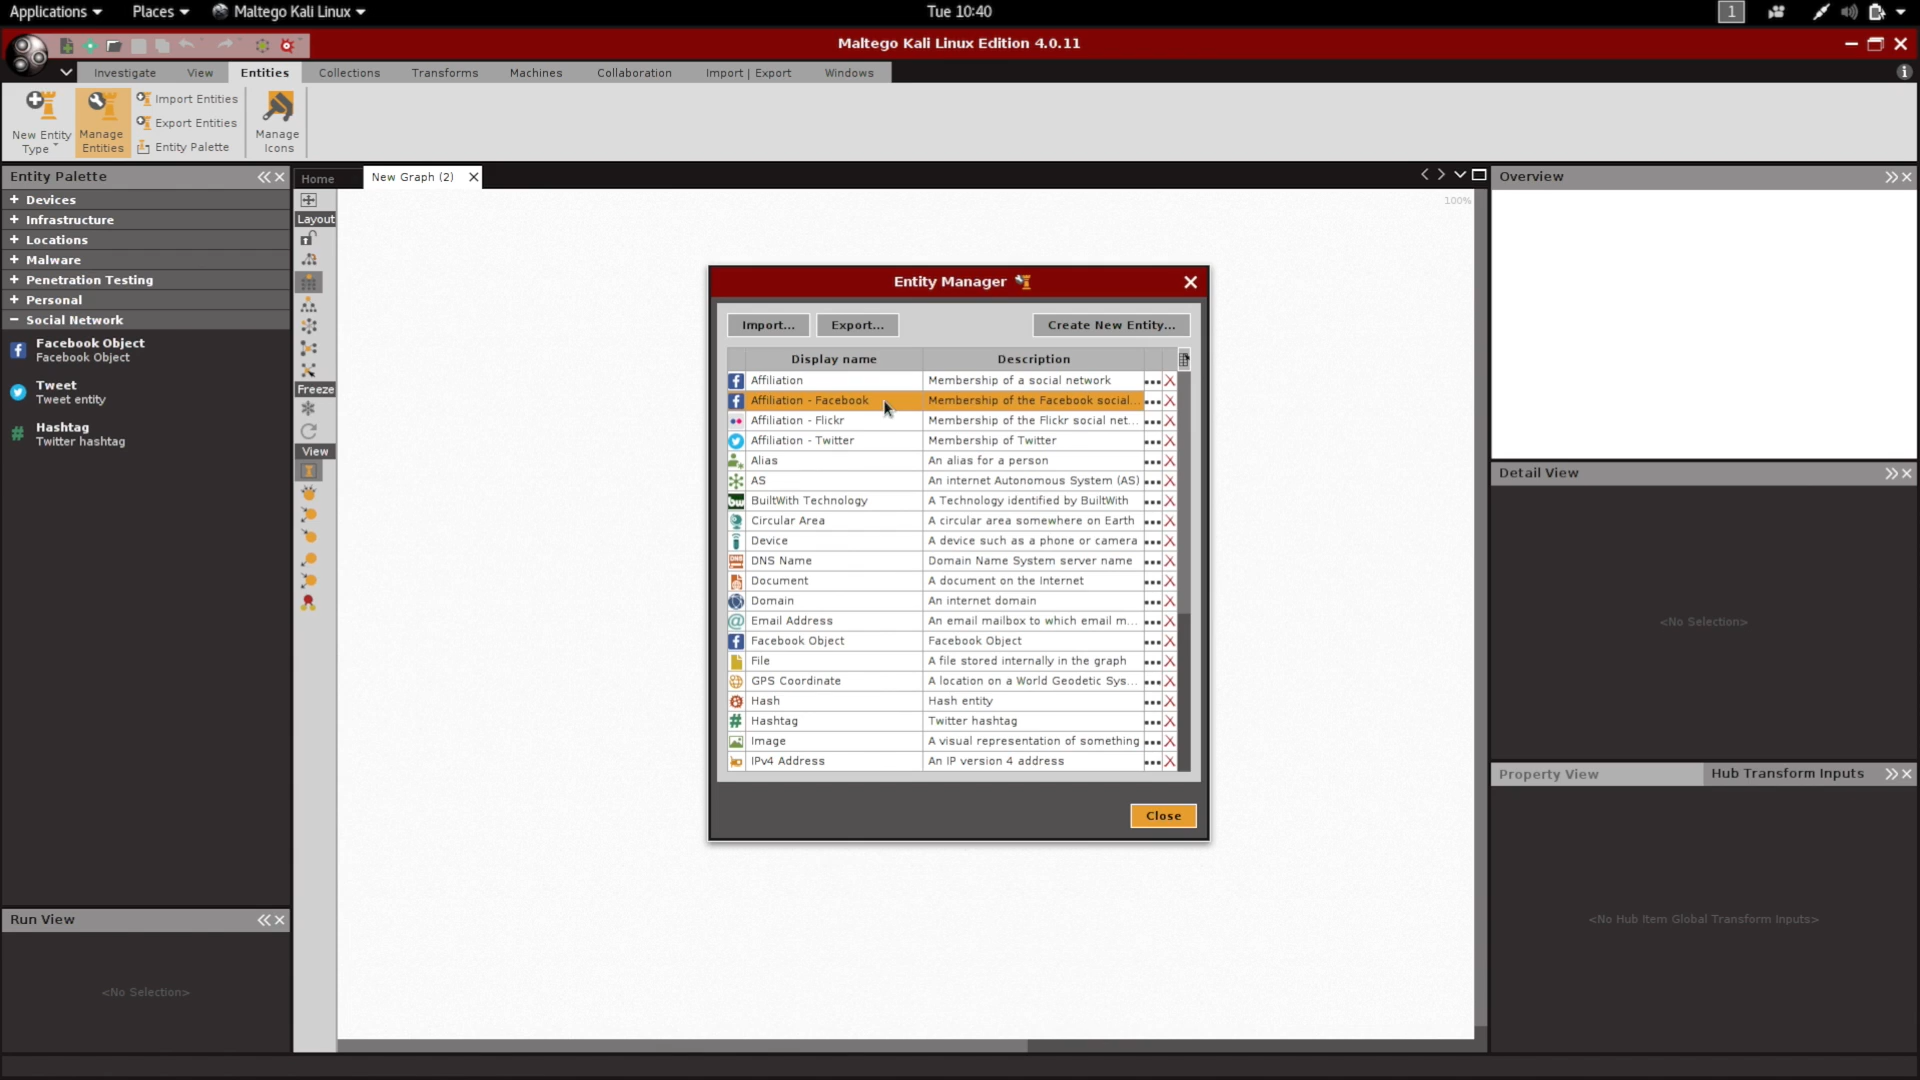 Applications Places Maltego Kali Linux Tue 10:40 1
Maltego Kali Linux Edition 4.0.11
Investigate View Entities Collections Transforms Machines Collaboration Import | Export Windows
New Entity Type
Manage Entities
Import Entities
Export Entities
Entity Palette
Manage Icons
Entity Palette
+ Devices
+ Infrastructure
+ Locations
+ Malware
+ Penetration Testing
+ Personal
− Social Network
Facebook Object
Facebook Object
Tweet
Tweet entity
Hashtag
Twitter hashtag
Run View
<No Selection>
Home New Graph (2)
Layout
Freeze
View
100%
Entity Manager
Import... Export... Create New Entity...
Display name Description
Affiliation Membership of a social network
Affiliation - Facebook Membership of the Facebook social...
Affiliation - Flickr Membership of the Flickr social net...
Affiliation - Twitter Membership of Twitter
Alias An alias for a person
AS An internet Autonomous System (AS)
bw BuiltWith Technology A Technology identified by BuiltWith
Circular Area A circular area somewhere on Earth
Device A device such as a phone or camera
DNS Name Domain Name System server name
Document A document on the Internet
Domain An internet domain
Email Address An email mailbox to which email m...
Facebook Object Facebook Object
File A file stored internally in the graph
GPS Coordinate A location on a World Geodetic Sys...
Hash Hash entity
Hashtag Twitter hashtag
Image A visual representation of something
IPv4 Address An IP version 4 address
Close
Overview
Detail View
<No Selection>
Property View Hub Transform Inputs
<No Hub Item Global Transform Inputs>